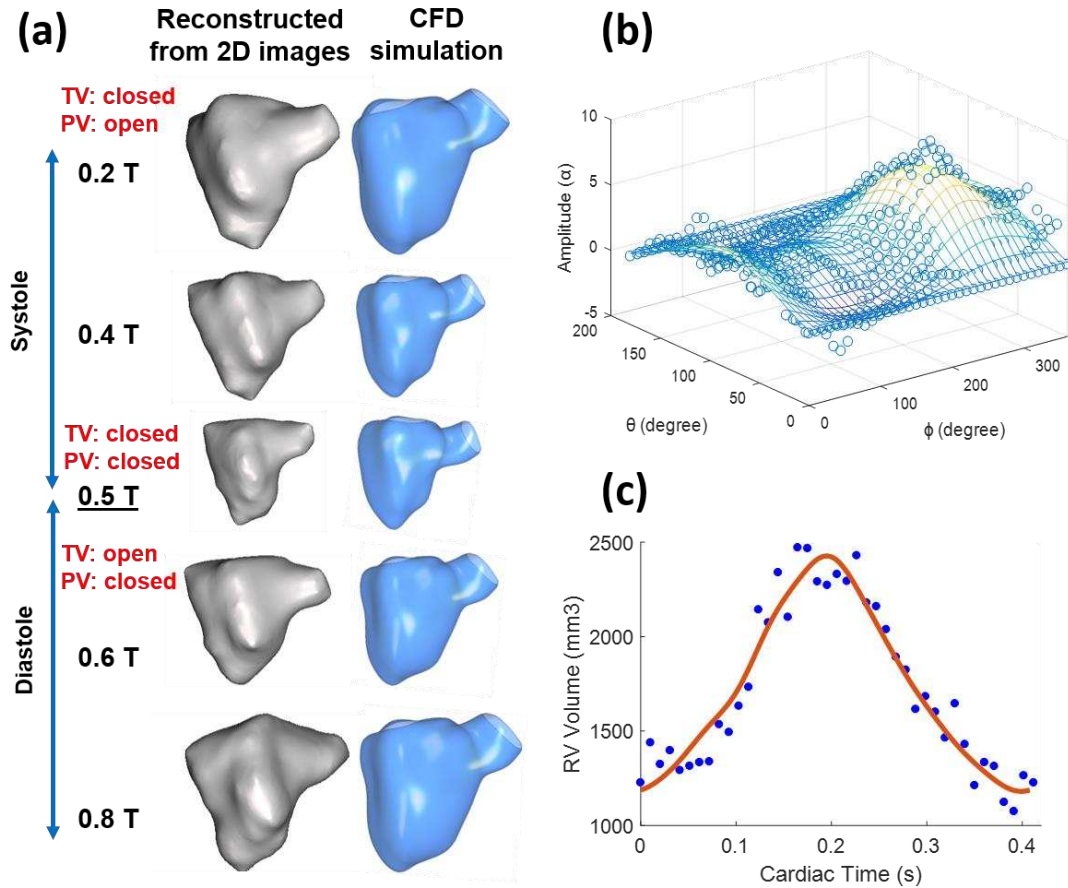 (a)
Reconstructed
from 2D images
CFD
simulation
TV: closed
PV: open
0.2 T
Systole
0.4 T
TV: closed
PV: closed
0.5 T
TV: open
PV: closed
0.6 T
Diastole
0.8 T
(b)
10
5
0
-5
Amplitude (α)
200
150
100
50
0
θ (degree)
0
100
200
300
ϕ (degree)
(c)
2500
2000
1500
1000
RV Volume (mm3)
0
0.1
0.2
0.3
0.4
Cardiac Time (s)